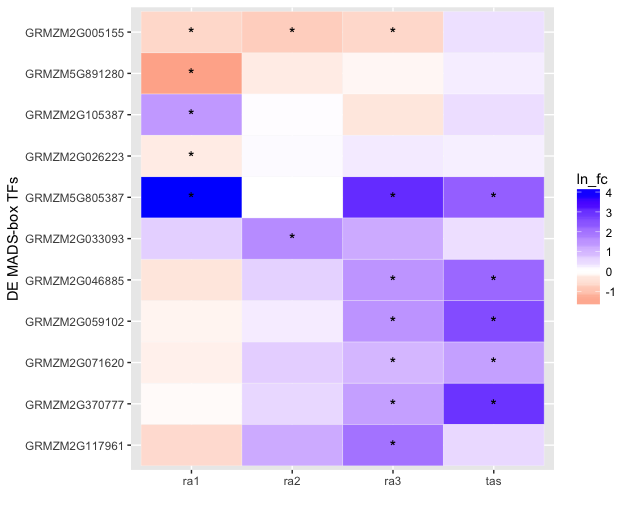 DE MADS-box TFs
GRMZM2G005155 * * *
GRMZM5G891280 *
GRMZM2G105387 *
GRMZM2G026223 *
GRMZM5G805387 * * *
GRMZM2G033093 *
GRMZM2G046885 * *
GRMZM2G059102 * *
GRMZM2G071620 * *
GRMZM2G370777 * *
GRMZM2G117961 *
ra1 ra2 ra3 tas
ln_fc
4
3
2
1
0
-1